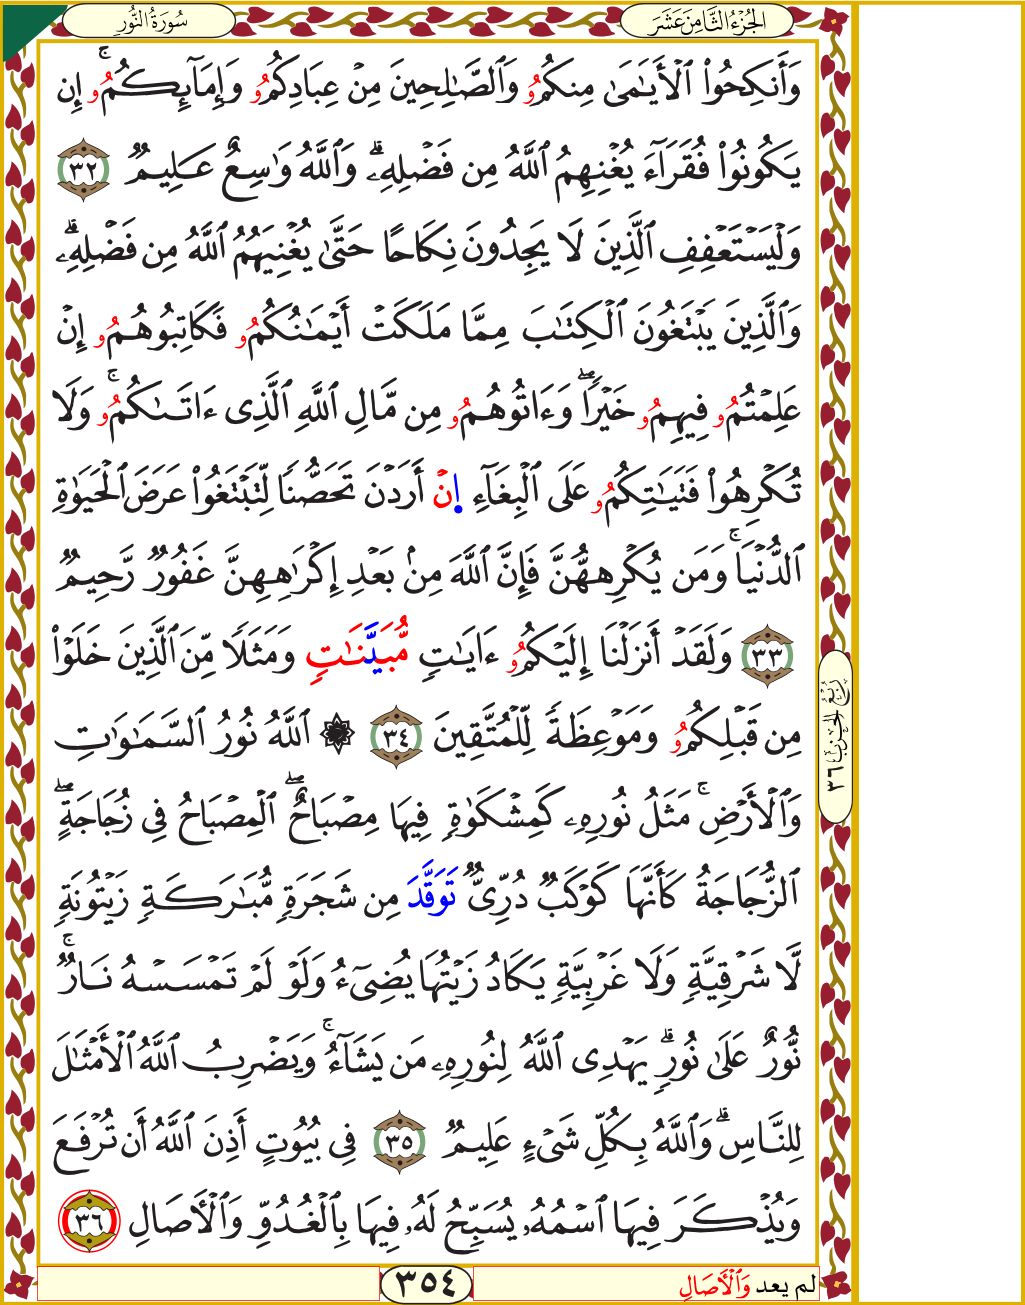 سُورَةُ النُّورِ
الجُزْءُ الثَّامِنَ عَشَرَ
وَأَنكِحُوا۟ ٱلْأَيَـٰمَىٰ مِنكُمُۥ وَٱلصَّـٰلِحِينَ مِنْ عِبَادِكُمُۥ وَإِمَآئِكُمُۥۚ إِن
يَكُونُوا۟ فُقَرَآءَ يُغْنِهِمُ ٱللَّهُ مِن فَضْلِهِۦۗ وَٱللَّهُ وَٰسِعٌ عَلِيمٌ ٣٢
وَلْيَسْتَعْفِفِ ٱلَّذِينَ لَا يَجِدُونَ نِكَاحًا حَتَّىٰ يُغْنِيَهُمُ ٱللَّهُ مِن فَضْلِهِۦۗ
وَٱلَّذِينَ يَبْتَغُونَ ٱلْكِتَـٰبَ مِمَّا مَلَكَتْ أَيْمَـٰنُكُمُۥ فَكَاتِبُوهُمُۥ إِنْ
عَلِمْتُمُۥ فِيهِمُۥ خَيْرًاۖ وَءَاتُوهُمُۥ مِن مَّالِ ٱللَّهِ ٱلَّذِى ءَاتَىٰكُمُۥۚ وَلَا
تُكْرِهُوا۟ فَتَيَـٰتِكُمُۥ عَلَى ٱلْبِغَآءِ اِ۪نْ أَرَدْنَ تَحَصُّنًا لِّتَبْتَغُوا۟ عَرَضَ ٱلْحَيَوٰةِ
ٱلدُّنْيَاۚ وَمَن يُكْرِههُّنَّ فَإِنَّ ٱللَّهَ مِنۢ بَعْدِ إِكْرَٰهِهِنَّ غَفُورٌ رَّحِيمٌ
٣٣ وَلَقَدْ أَنزَلْنَا إِلَيْكُمُۥ ءَايَـٰتٍ مُّبَيَّنَـٰتٍ وَمَثَلًا مِّنَ ٱلَّذِينَ خَلَوْا۟
مِن قَبْلِكُمُۥ وَمَوْعِظَةً لِّلْمُتَّقِينَ ٣٤ ۞ ٱللَّهُ نُورُ ٱلسَّمَـٰوَٰتِ
وَٱلْأَرْضِۚ مَثَلُ نُورِهِۦ كَمِشْكَوٰةٍ فِيهَا مِصْبَاحٌۖ ٱلْمِصْبَاحُ فِى زُجَاجَةٍۖ
ٱلزُّجَاجَةُ كَأَنَّهَا كَوْكَبٌ دُرِّىٌّ تَوَقَّدَ مِن شَجَرَةٍ مُّبَـٰرَكَةٍ زَيْتُونَةٍ
لَّا شَرْقِيَّةٍ وَلَا غَرْبِيَّةٍ يَكَادُ زَيْتُهَا يُضِىٓءُ وَلَوْ لَمْ تَمْسَسْهُ نَارٌۚ
نُّورٌ عَلَىٰ نُورٍۗ يَهْدِى ٱللَّهُ لِنُورِهِۦ مَن يَشَآءُۚ وَيَضْرِبُ ٱللَّهُ ٱلْأَمْثَـٰلَ
لِلنَّاسِۗ وَٱللَّهُ بِكُلِّ شَىْءٍ عَلِيمٌ ٣٥ فِى بُيُوتٍ أَذِنَ ٱللَّهُ أَن تُرْفَعَ
وَيُذْكَرَ فِيهَا ٱسْمُهُۥ يُسَبِّحُ لَهُۥ فِيهَا بِٱلْغُدُوِّ وَٱلْأَصَالِ ٣٦
رُبُعُ الحِزْبِ ٣٦
٣٥٤
لم يعد وَٱلْأَصَالِ